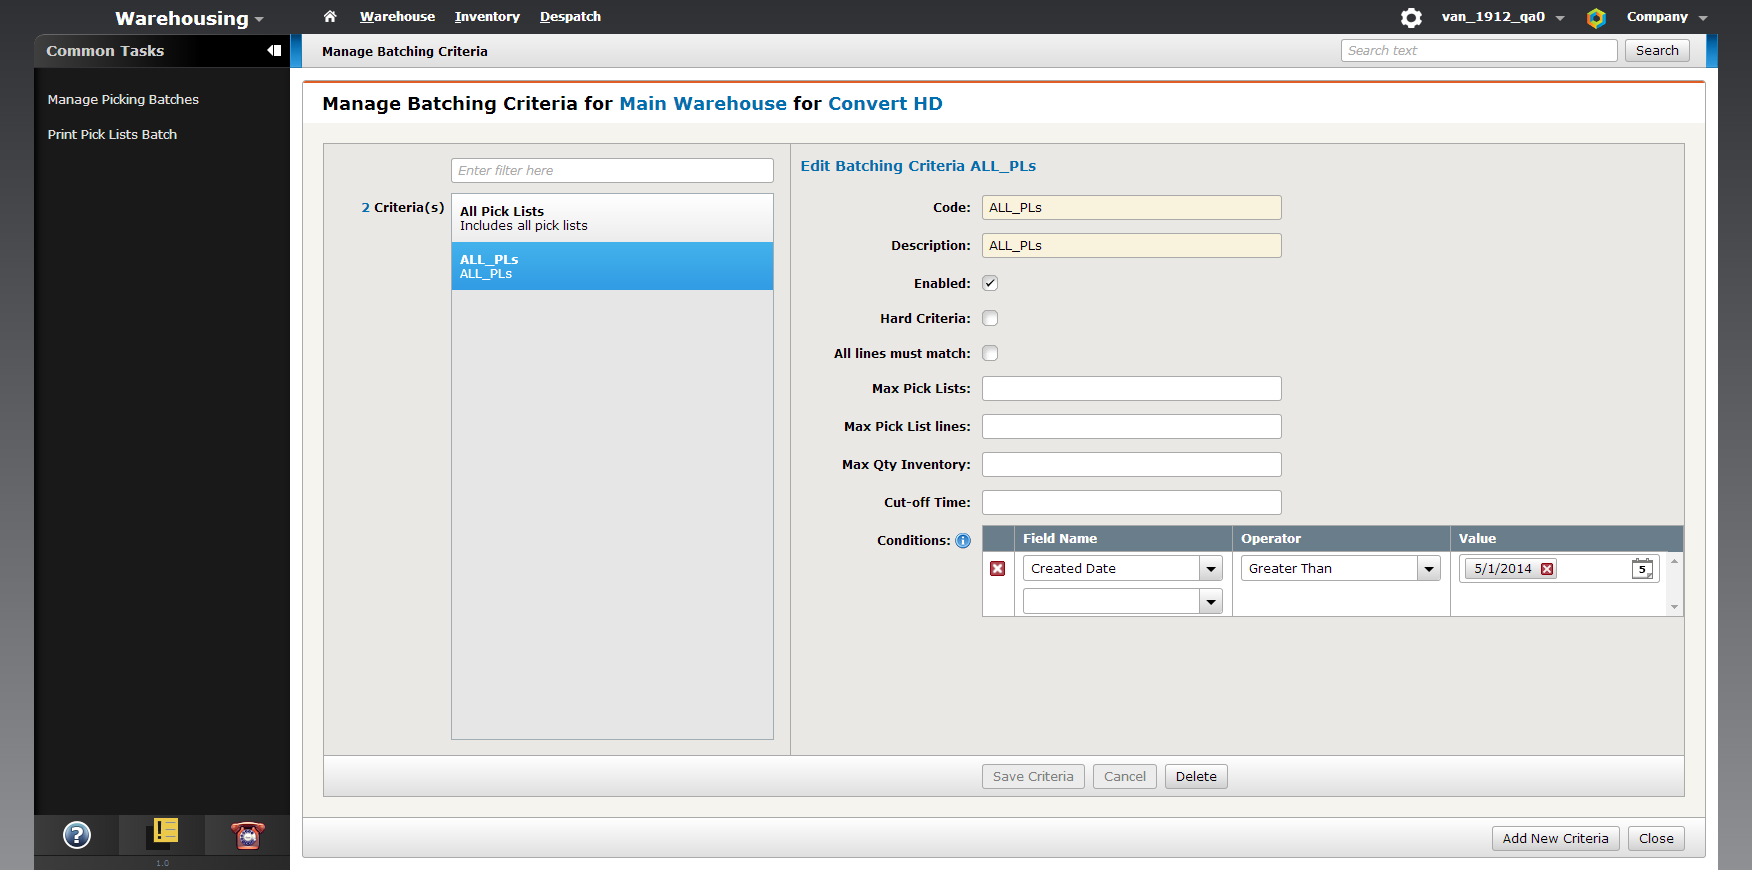 Warehousing
Warehouse Inventory Despatch
van_1912_qa0 Company
Common Tasks
Manage Batching Criteria
Search text
Search
Manage Picking Batches
Print Pick Lists Batch
Manage Batching Criteria for Main Warehouse for Convert HD
Enter filter here
2 Criteria(s)
All Pick Lists
Includes all pick lists
ALL_PLs
ALL_PLs
Edit Batching Criteria ALL_PLs
Code: ALL_PLs
Description: ALL_PLs
Enabled:
Hard Criteria:
All lines must match:
Max Pick Lists:
Max Pick List lines:
Max Qty Inventory:
Cut-off Time:
Conditions: i
Field Name Operator Value
Created Date Greater Than 5/1/2014 5
Save Criteria Cancel Delete
Add New Criteria Close
?
!
1.0